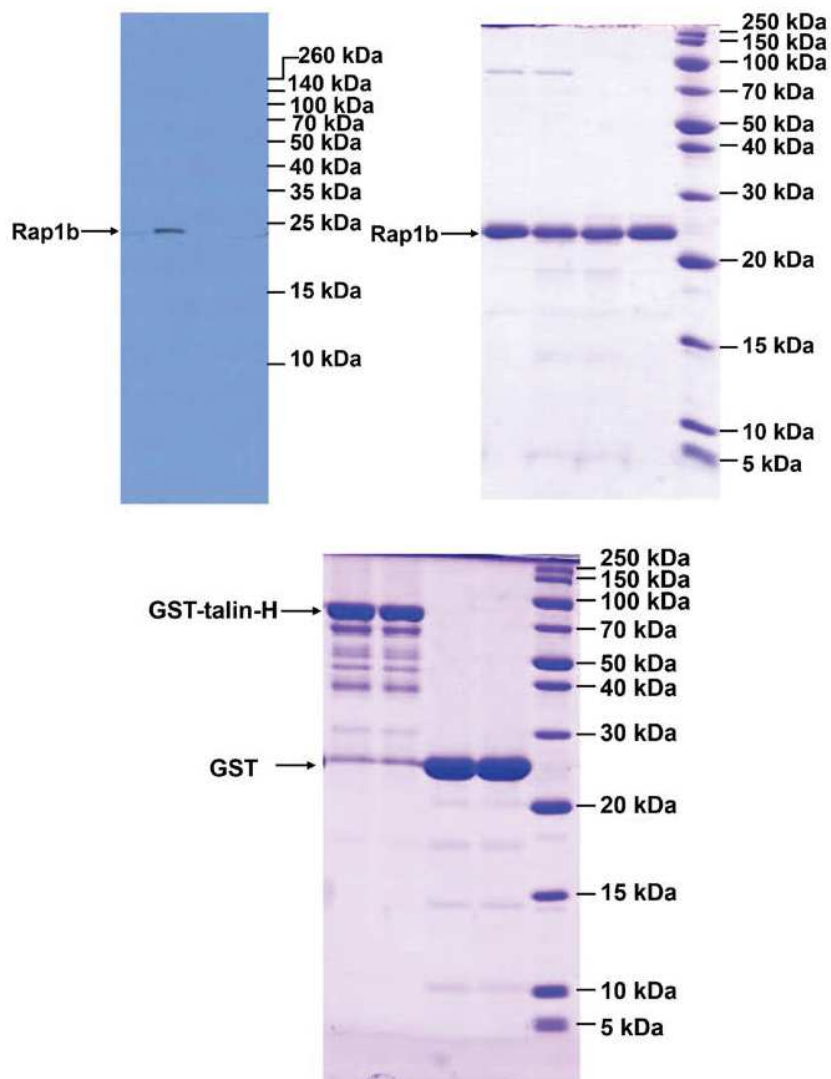 260 kDa
140 kDa
100 kDa
70 kDa
50 kDa
40 kDa
35 kDa
25 kDa
15 kDa
10 kDa
Rap1b
250 kDa
150 kDa
100 kDa
70 kDa
50 kDa
40 kDa
30 kDa
20 kDa
15 kDa
10 kDa
5 kDa
Rap1b
GST-talin-H
GST
250 kDa
150 kDa
100 kDa
70 kDa
50 kDa
40 kDa
30 kDa
20 kDa
15 kDa
10 kDa
5 kDa